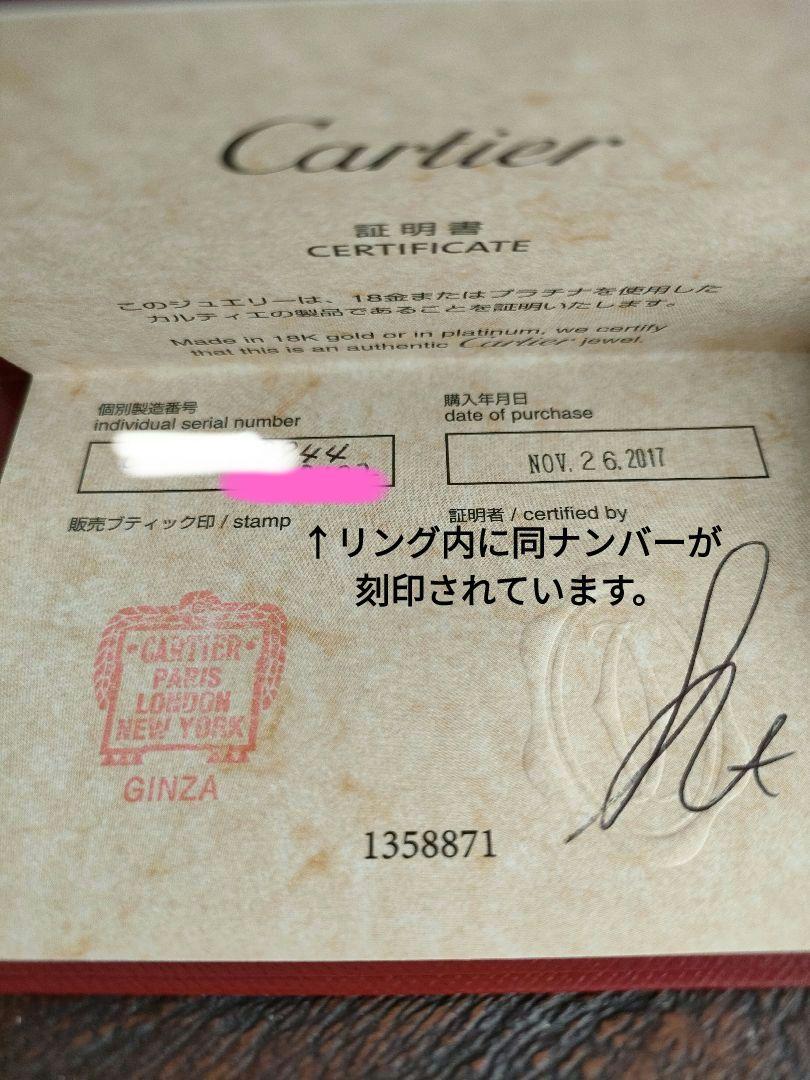 Cartier
証明書
CERTIFICATE
このジュエリーは、18金またはプラチナを使用した
カルティエの製品であることを証明いたします。
Made in 18K gold or in platinum, we certify
that this is an authentic Cartier jewel.
個別製造番号
individual serial number
44
購入年月日
date of purchase
NOV. 26.2017
販売ブティック印 / stamp
証明者 / certified by
↑リング内に同ナンバーが
刻印されています。
CARTIER
PARIS
LONDON
NEW YORK
GINZA
1358871